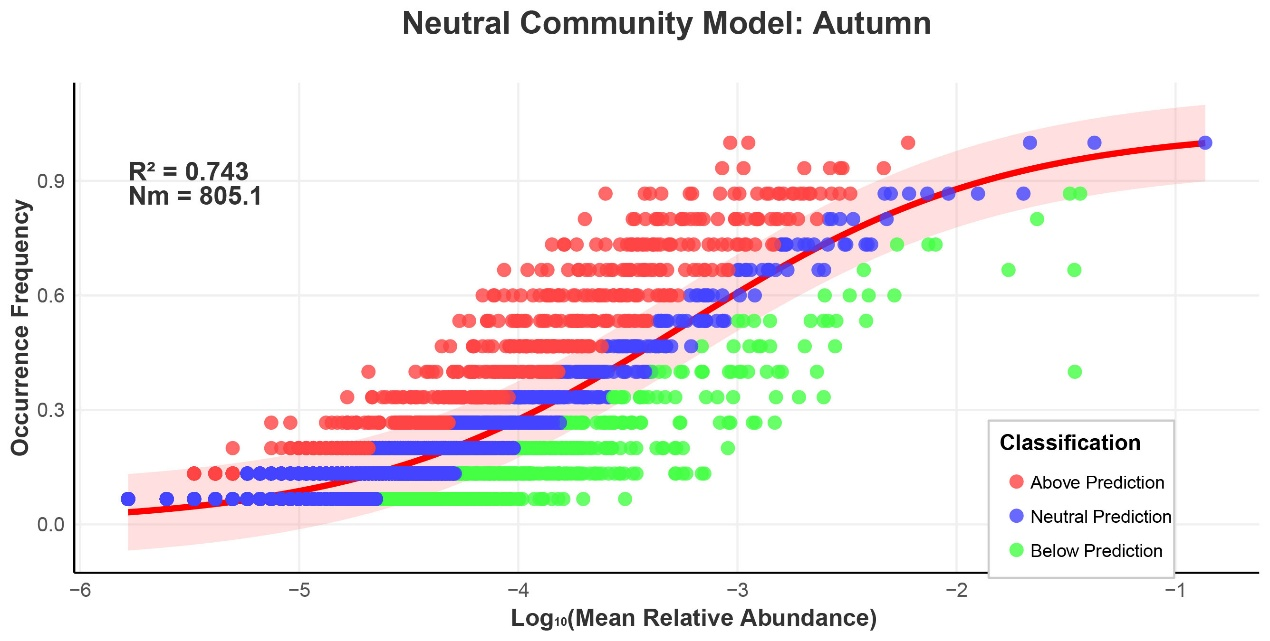 Neutral Community Model: Autumn
R² = 0.743
Nm = 805.1
Occurrence Frequency
0.9
0.6
0.3
0.0
−6
−5
−4
−3
−2
−1
Log₁₀(Mean Relative Abundance)
Classification
Above Prediction
Neutral Prediction
Below Prediction